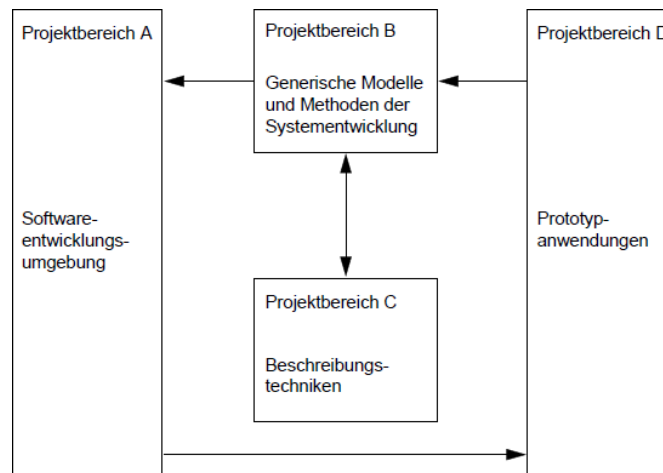 Projektbereich A
Software-
entwicklungs-
umgebung
Projektbereich B
Generische Modelle
und Methoden der
Systementwicklung
Projektbereich C
Beschreibungs-
techniken
Projektbereich D
Prototyp-
anwendungen